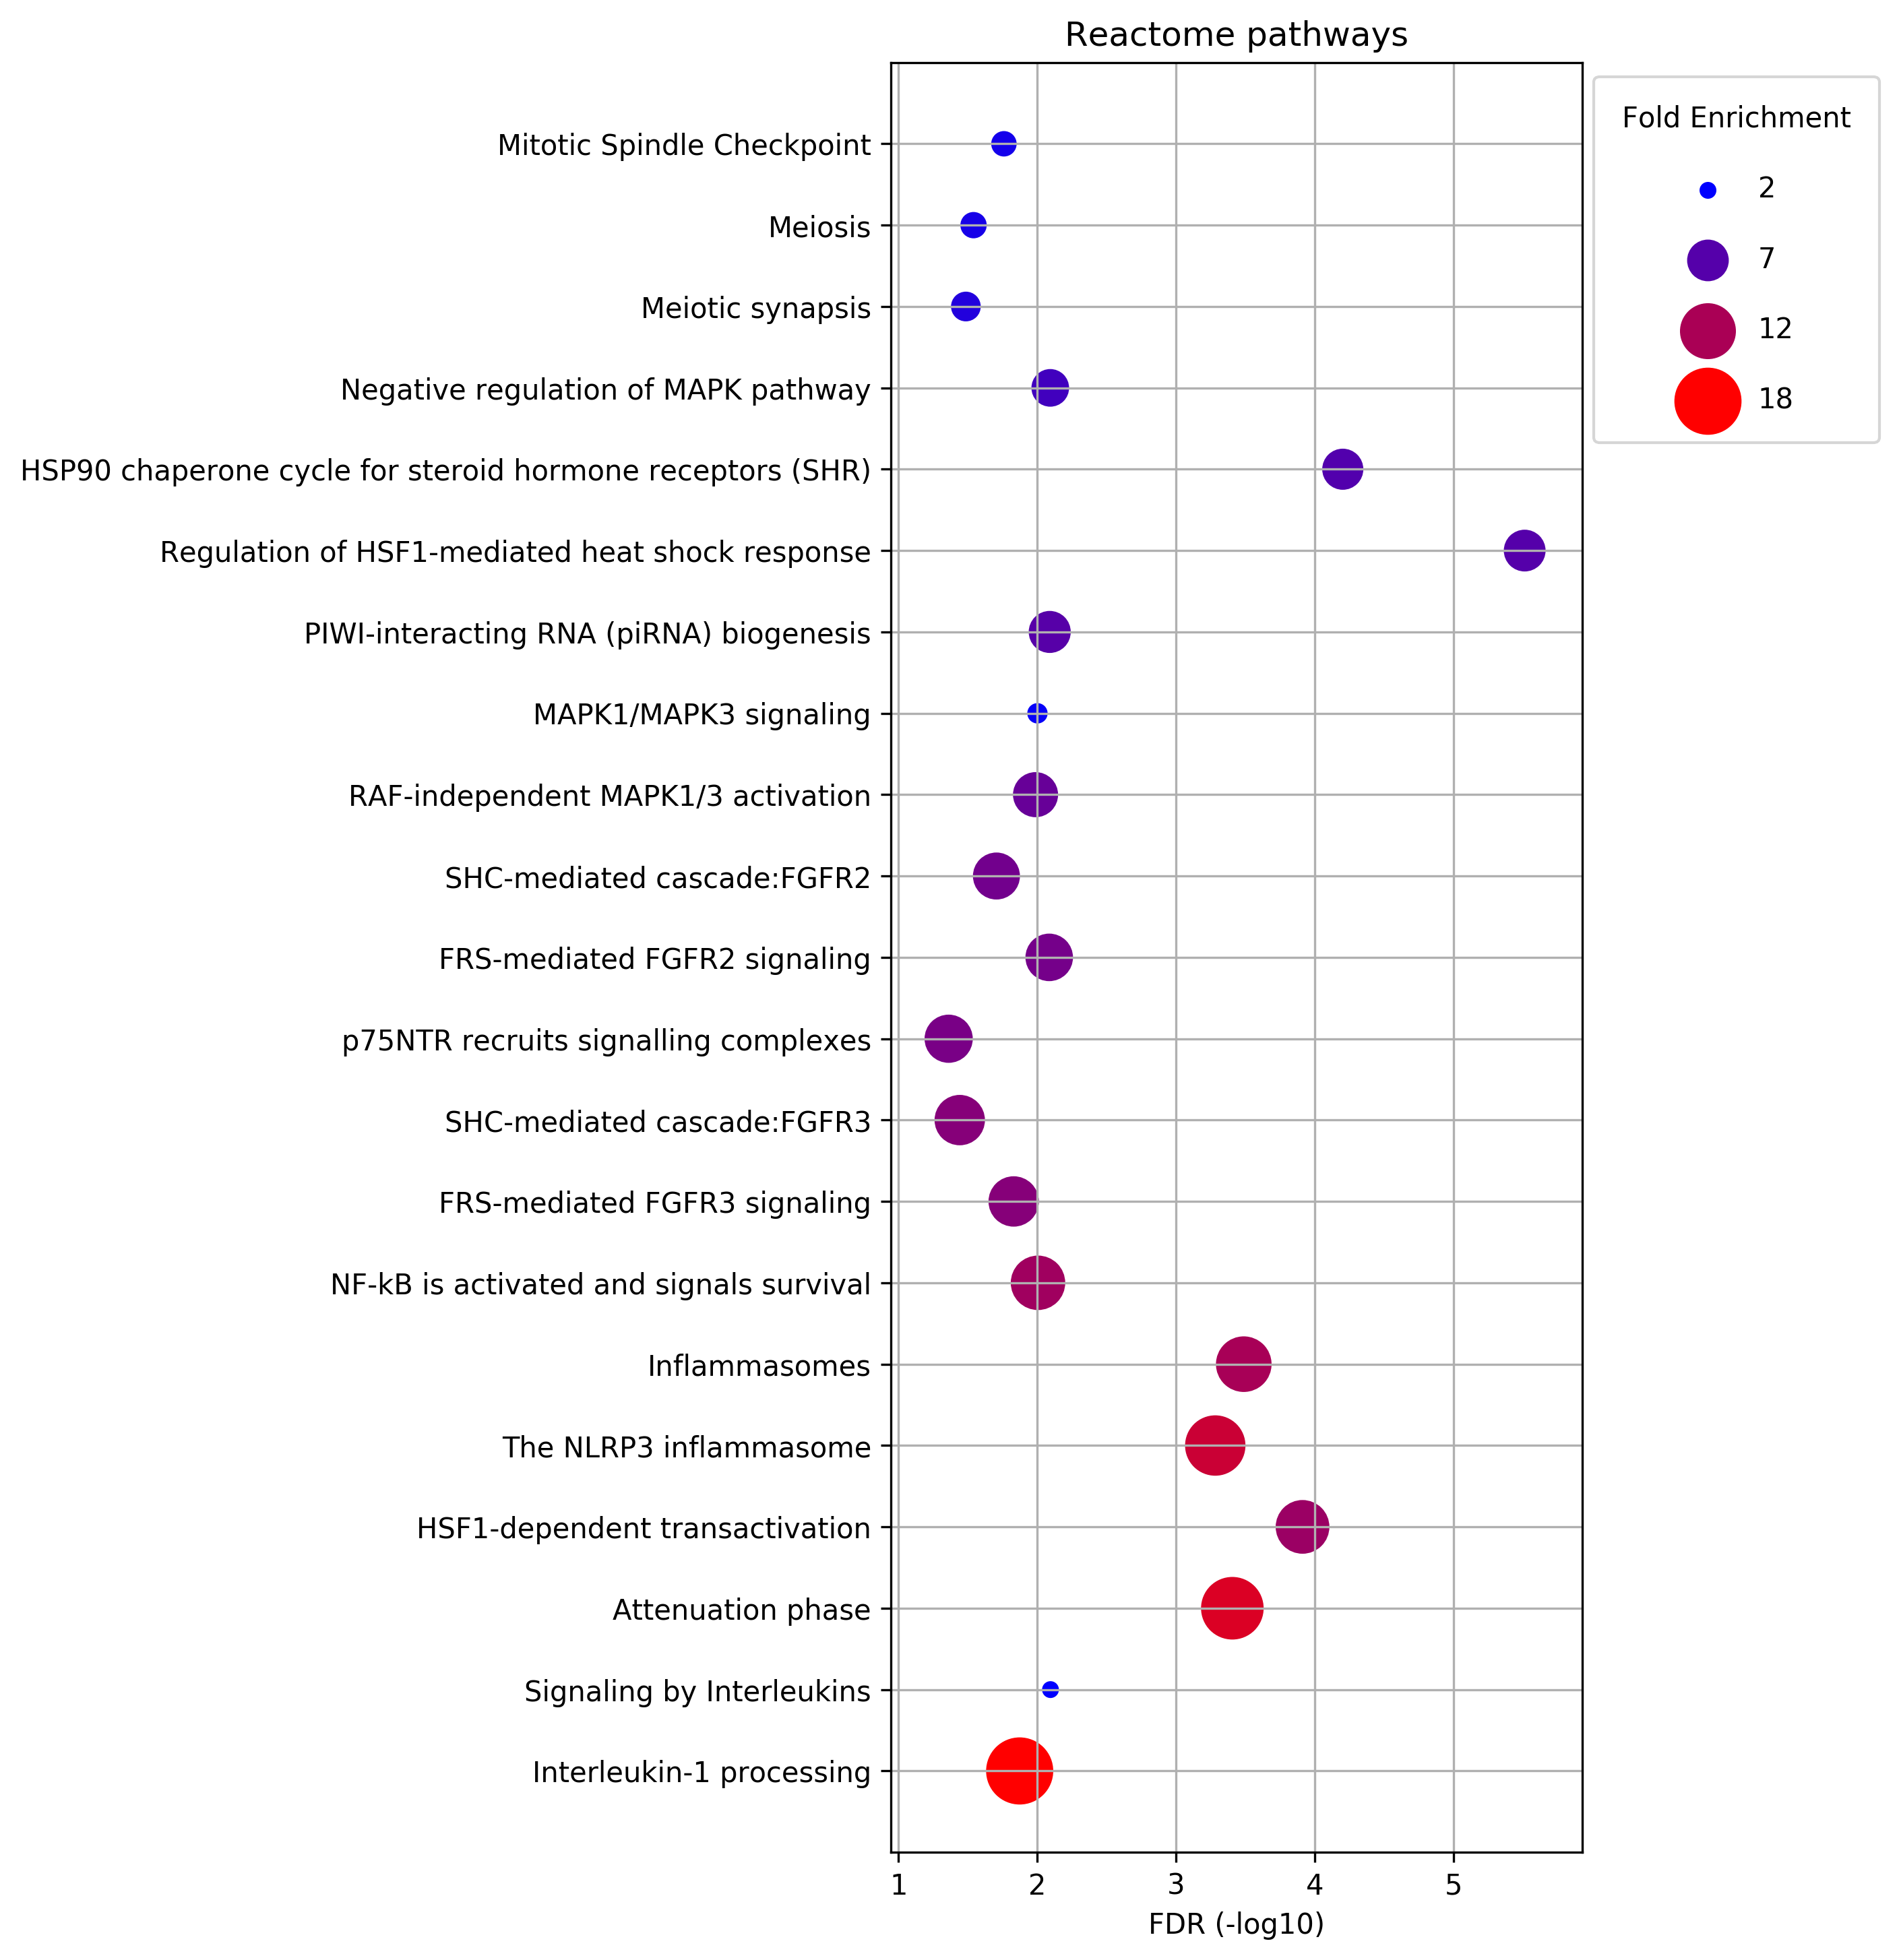 Reactome pathways
Fold Enrichment
2
7
12
18
Mitotic Spindle Checkpoint
Meiosis
Meiotic synapsis
Negative regulation of MAPK pathway
HSP90 chaperone cycle for steroid hormone receptors (SHR)
Regulation of HSF1-mediated heat shock response
PIWI-interacting RNA (piRNA) biogenesis
MAPK1/MAPK3 signaling
RAF-independent MAPK1/3 activation
SHC-mediated cascade:FGFR2
FRS-mediated FGFR2 signaling
p75NTR recruits signalling complexes
SHC-mediated cascade:FGFR3
FRS-mediated FGFR3 signaling
NF-kB is activated and signals survival
Inflammasomes
The NLRP3 inflammasome
HSF1-dependent transactivation
Attenuation phase
Signaling by Interleukins
Interleukin-1 processing
1 2 3 4 5
FDR (-log10)